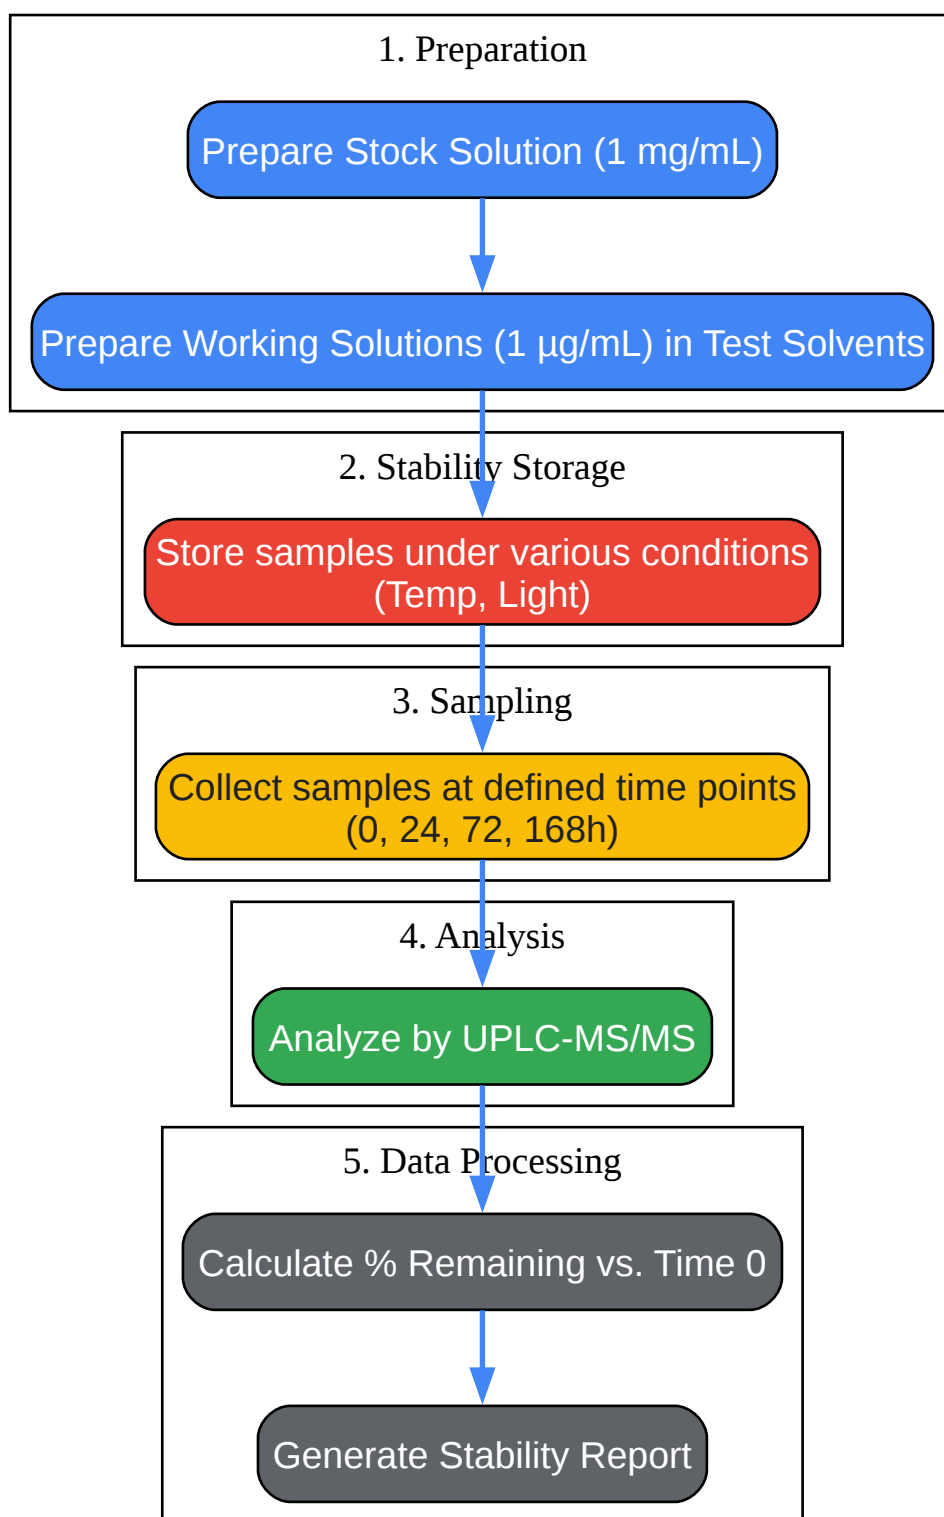 1. Preparation
Prepare Stock Solution (1 mg/mL)
Prepare Working Solutions (1 µg/mL) in Test Solvents
2. Stability Storage
Store samples under various conditions
(Temp, Light)
3. Sampling
Collect samples at defined time points
(0, 24, 72, 168h)
4. Analysis
Analyze by UPLC-MS/MS
5. Data Processing
Calculate % Remaining vs. Time 0
Generate Stability Report